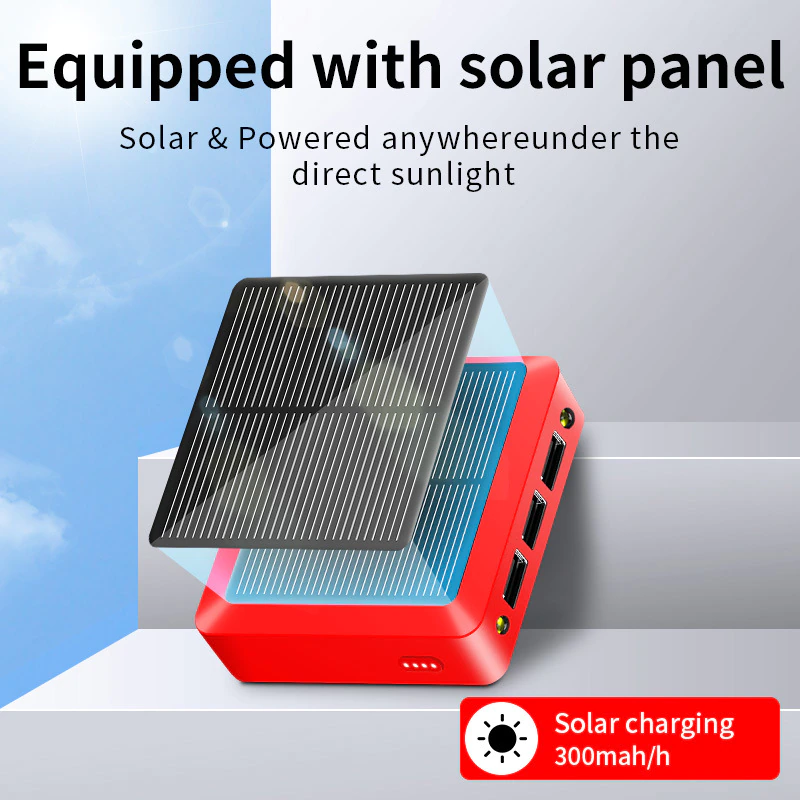 Equipped with solar panel
Solar & Powered anywhereunder the
direct sunlight
Solar charging
300mah/h